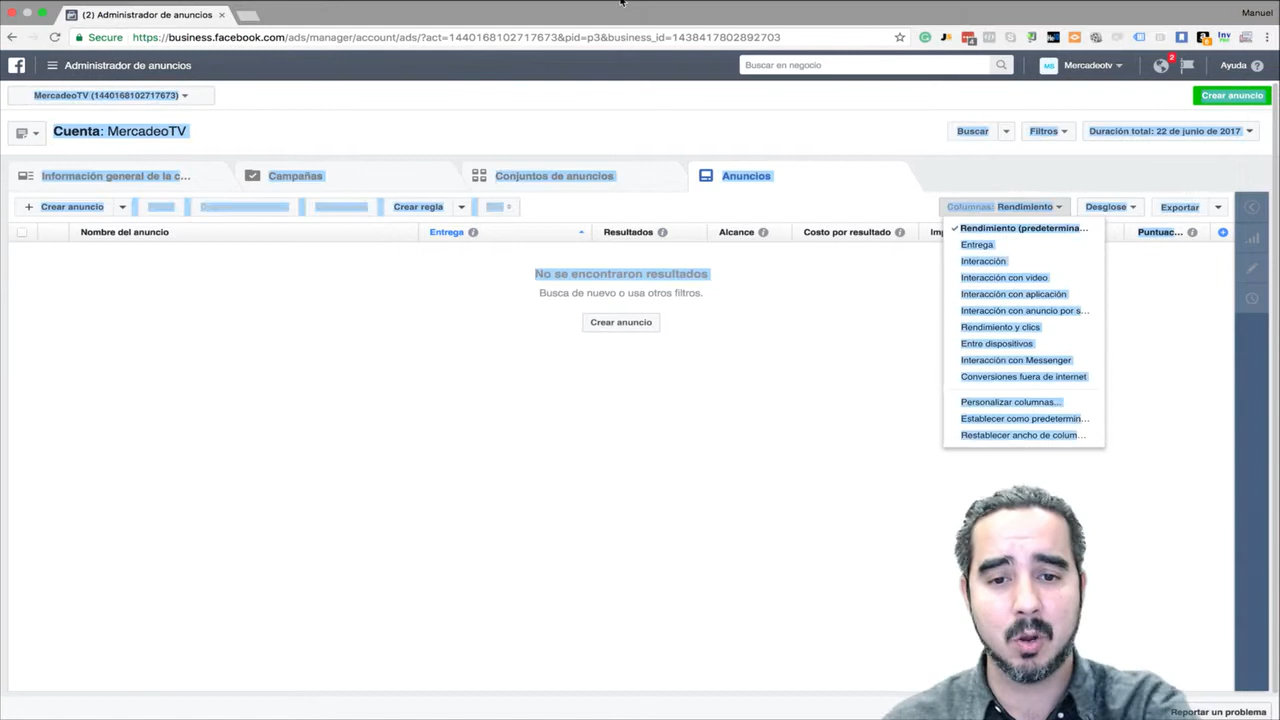 (2) Administrador de anuncios
Manuel
Secure https://business.facebook.com/ads/manager/account/ads/?act=1440168102717673&pid=p3&business_id=1438417802892703
Administrador de anuncios
Buscar en negocio
MS Mercadeotv
2
Ayuda
MercadeoTV (1440168102717673)
Crear anuncio
Cuenta: MercadeoTV
Buscar
Filtros
Duración total: 22 de junio de 2017
Información general de la c...
Campañas
Conjuntos de anuncios
Anuncios
+ Crear anuncio
Crear regla
Columnas: Rendimiento
Desglose
Exportar
Nombre del anuncio
Entrega
Resultados
Alcance
Costo por resultado
Puntuac...
Rendimiento (predetermina...
Entrega
Interacción
Interacción con video
Interacción con aplicación
Interacción con anuncio por s...
Rendimiento y clics
Entre dispositivos
Interacción con Messenger
Conversiones fuera de internet
Personalizar columnas...
Establecer como predetermin...
Restablecer ancho de colum...
No se encontraron resultados
Busca de nuevo o usa otros filtros.
Crear anuncio
Reportar un problema